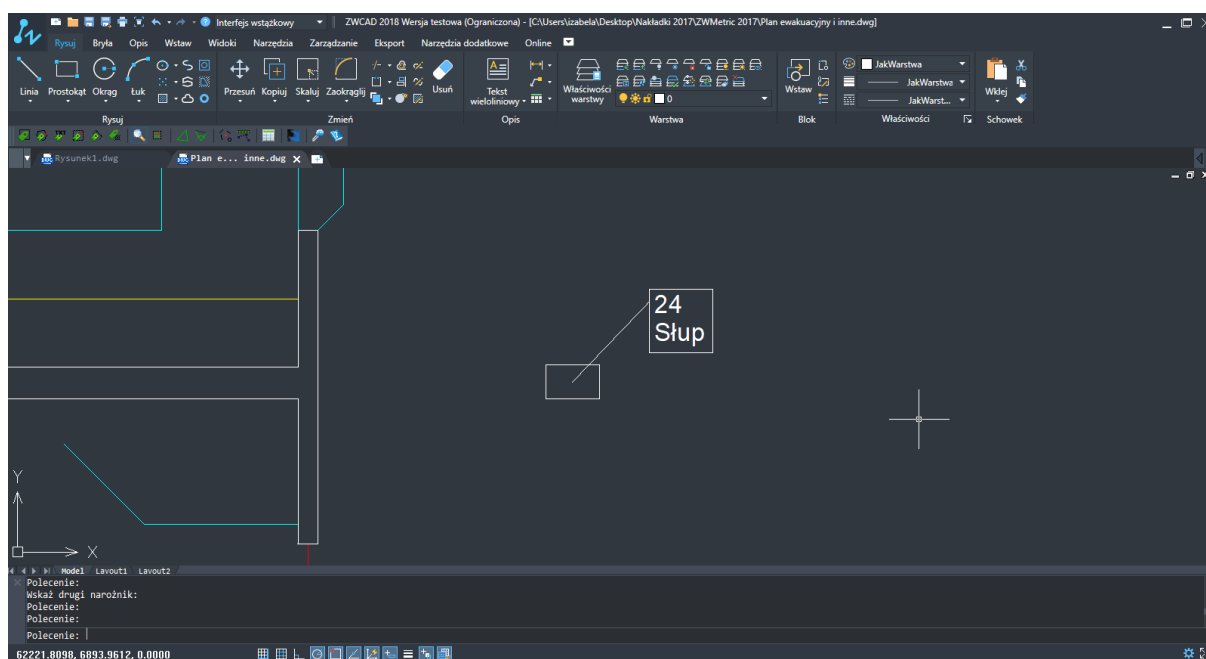 Interfejs wstążkowy
ZWCAD 2018 Wersja testowa (Ograniczona) - [C:\Users\izabela\Desktop\Nakładki 2017\ZWMetric 2017\Plan ewakuacyjny i inne.dwg]
Rysuj Bryła Opis Wstaw Widoki Narzędzia Zarządzanie Eksport Narzędzia dodatkowe Online
Linia Prostokąt Okrąg Łuk
Przesuń Kopiuj Skaluj Zaokrąglij Usuń
Tekst wieloliniowy
Właściwości warstwy
0
Wstaw
JakWarstwa
JakWarstwa
JakWarst...
Wklej
Rysuj Zmień Opis Warstwa Blok Właściwości Schowek
Rysunek1.dwg Plan e... inne.dwg
24
Słup
Y
X
Model Layout1 Layout2
Polecenie:
Wskaż drugi narożnik:
Polecenie:
Polecenie:
Polecenie:
62221.8098, 6893.9612, 0.0000